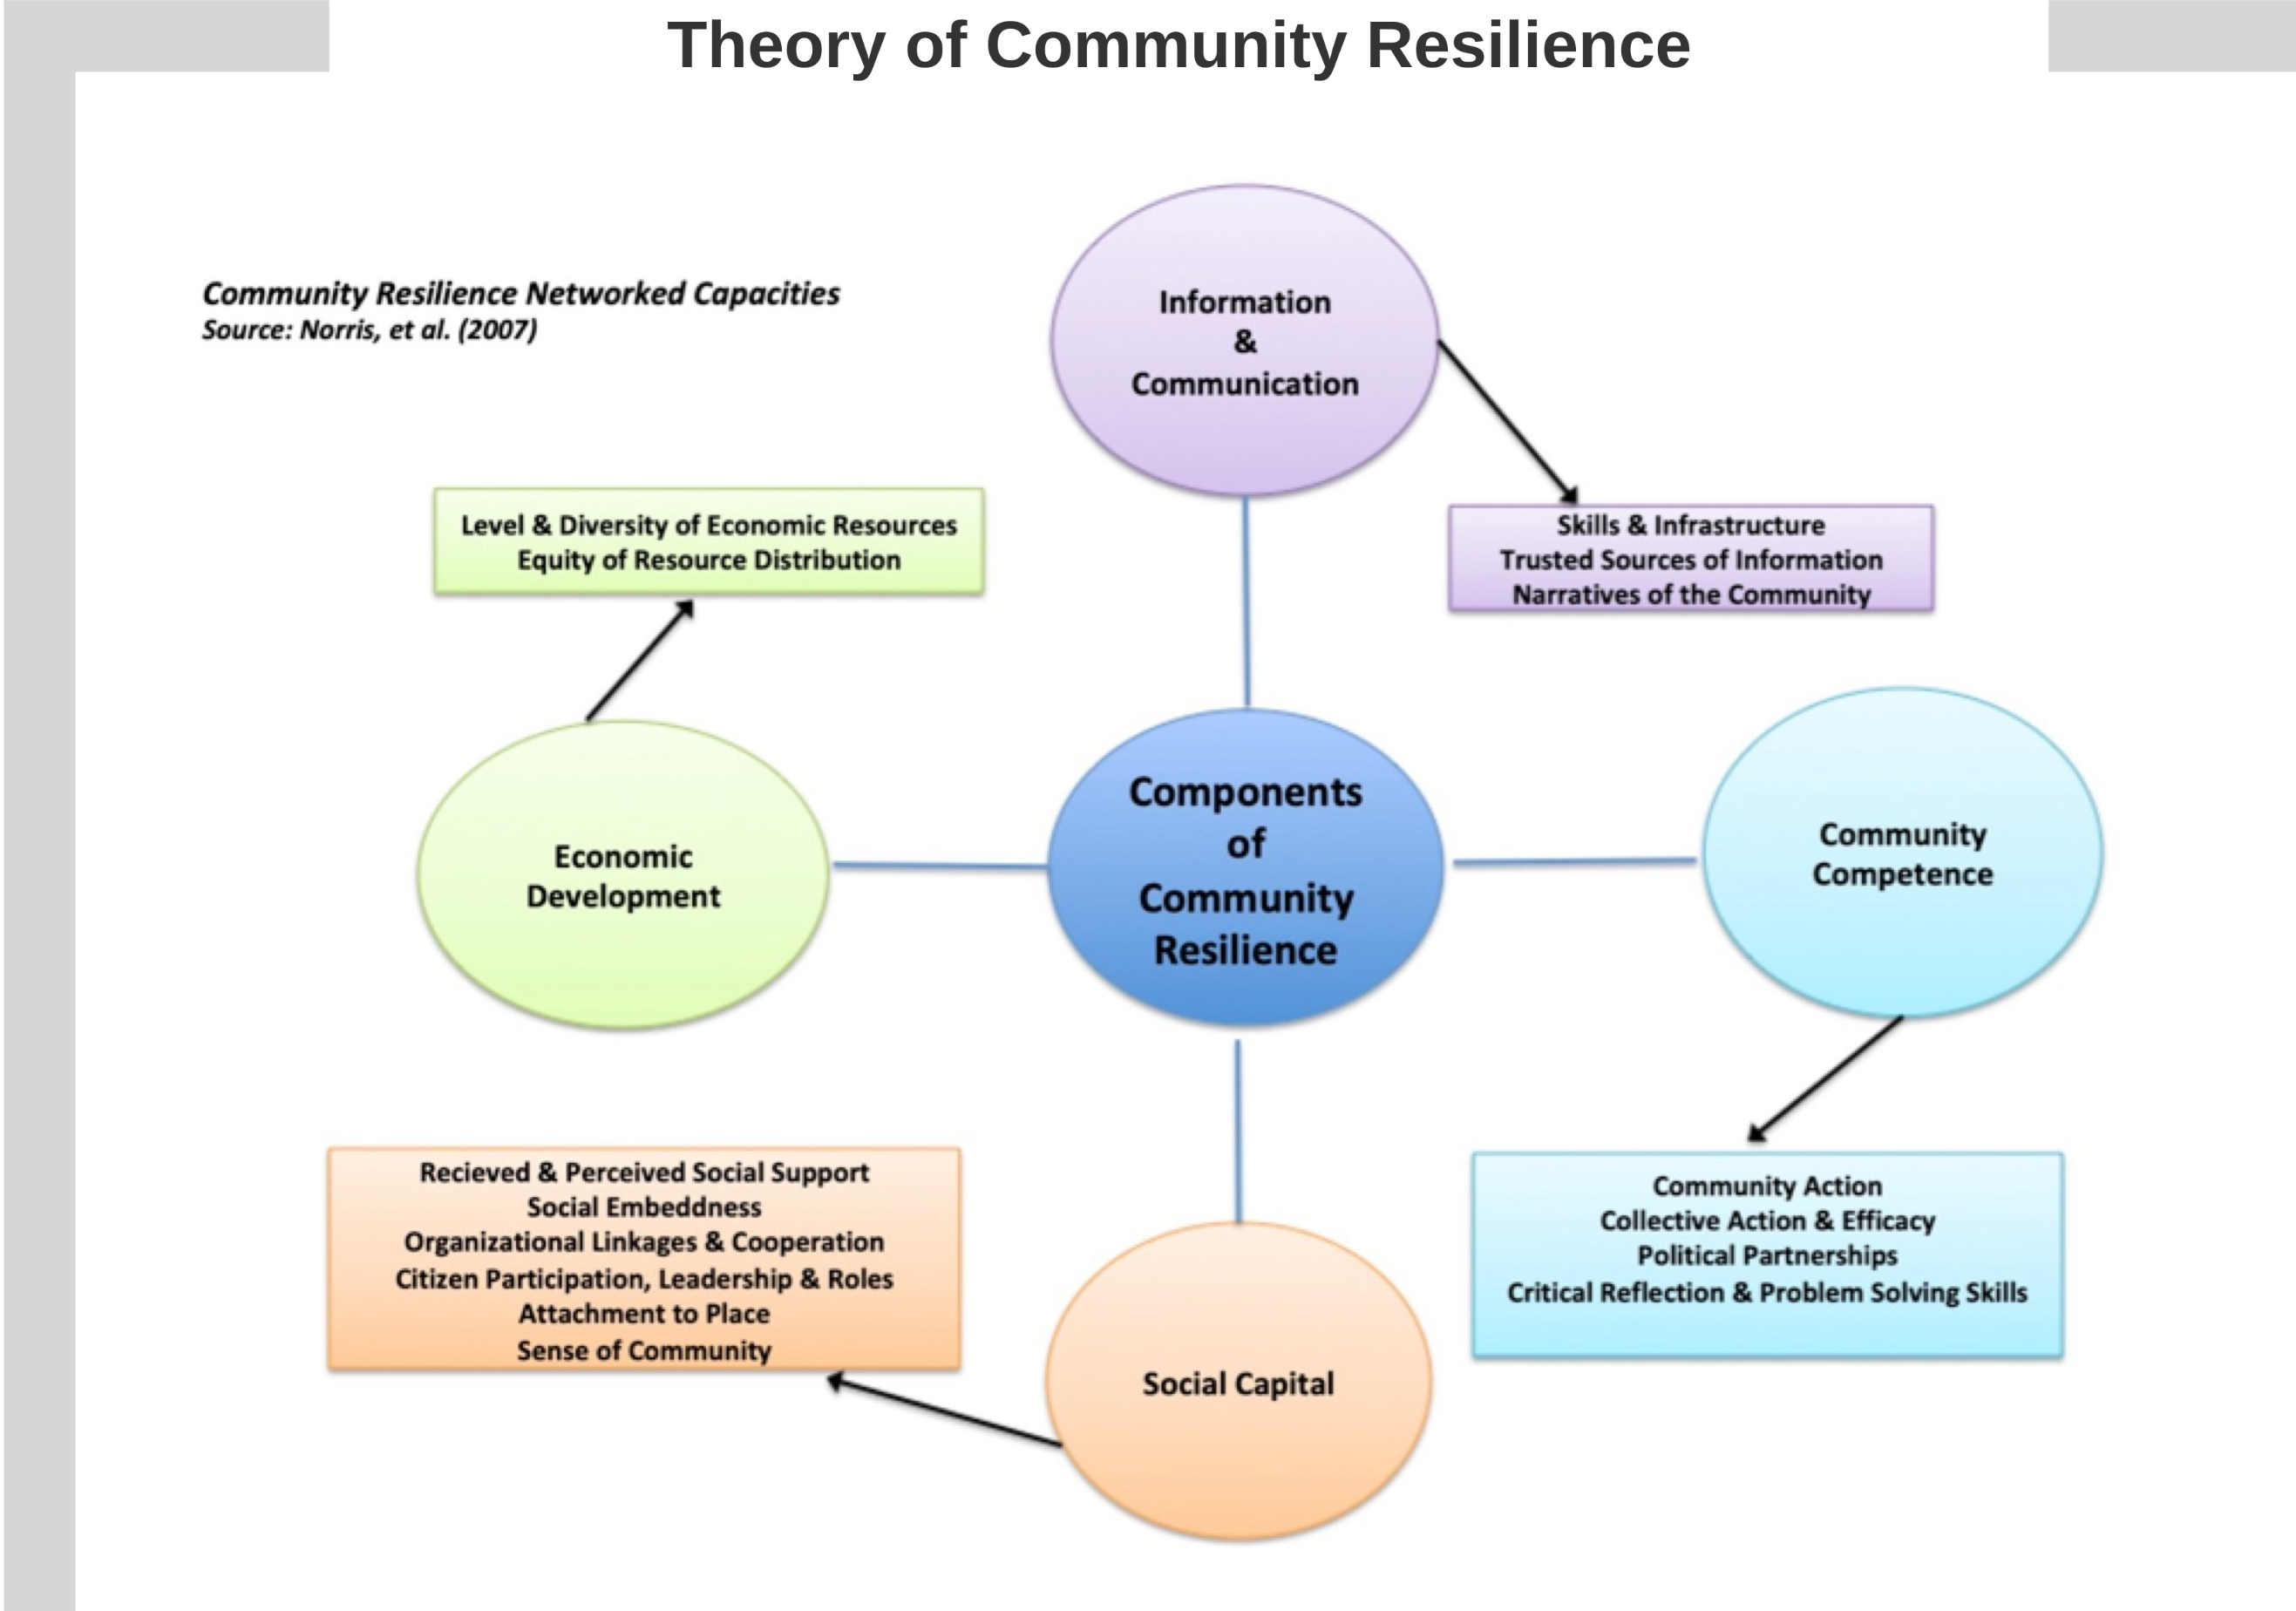 Theory of Community Resilience
Community Resilience Networked Capacities
Source: Norris, et al. (2007)
Information
&
Communication
Level & Diversity of Economic Resources
Equity of Resource Distribution
Skills & Infrastructure
Trusted Sources of Information
Narratives of the Community
Economic
Development
Components
of
Community
Resilience
Community
Competence
Recieved & Perceived Social Support
Social Embeddness
Organizational Linkages & Cooperation
Citizen Participation, Leadership & Roles
Attachment to Place
Sense of Community
Community Action
Collective Action & Efficacy
Political Partnerships
Critical Reflection & Problem Solving Skills
Social Capital